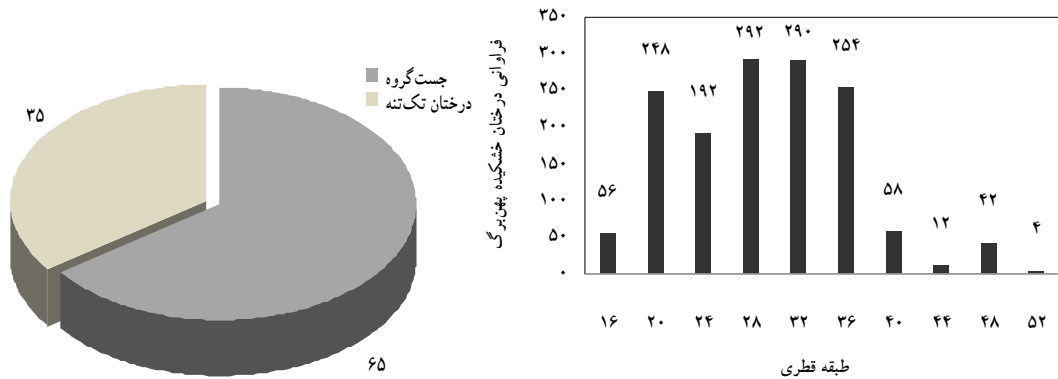 جست‌گروه
درختان تک‌تنه
۳۵
۶۵
فراوانی درختان خشکیده پهن‌برگ
۳۵۰
۳۰۰
۲۵۰
۲۰۰
۱۵۰
۱۰۰
۵۰
۰
۵۶ ۲۴۸ ۱۹۲ ۲۹۲ ۲۹۰ ۲۵۴ ۵۸ ۱۲ ۴۲ ۴
۱۶ ۲۰ ۲۴ ۲۸ ۳۲ ۳۶ ۴۰ ۴۴ ۴۸ ۵۲
طبقه قطری